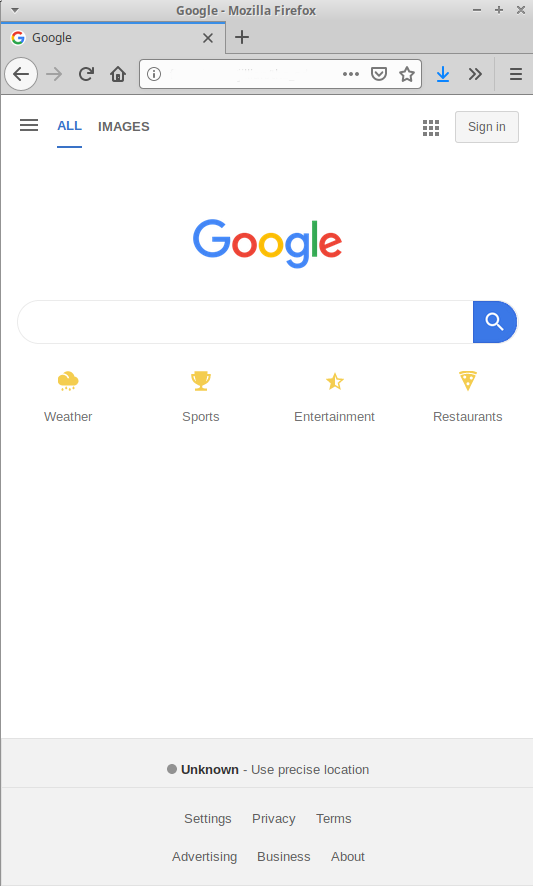 Google - Mozilla Firefox
Google
ALL IMAGES Sign in
Google
Weather Sports Entertainment Restaurants
Unknown - Use precise location
Settings Privacy Terms
Advertising Business About